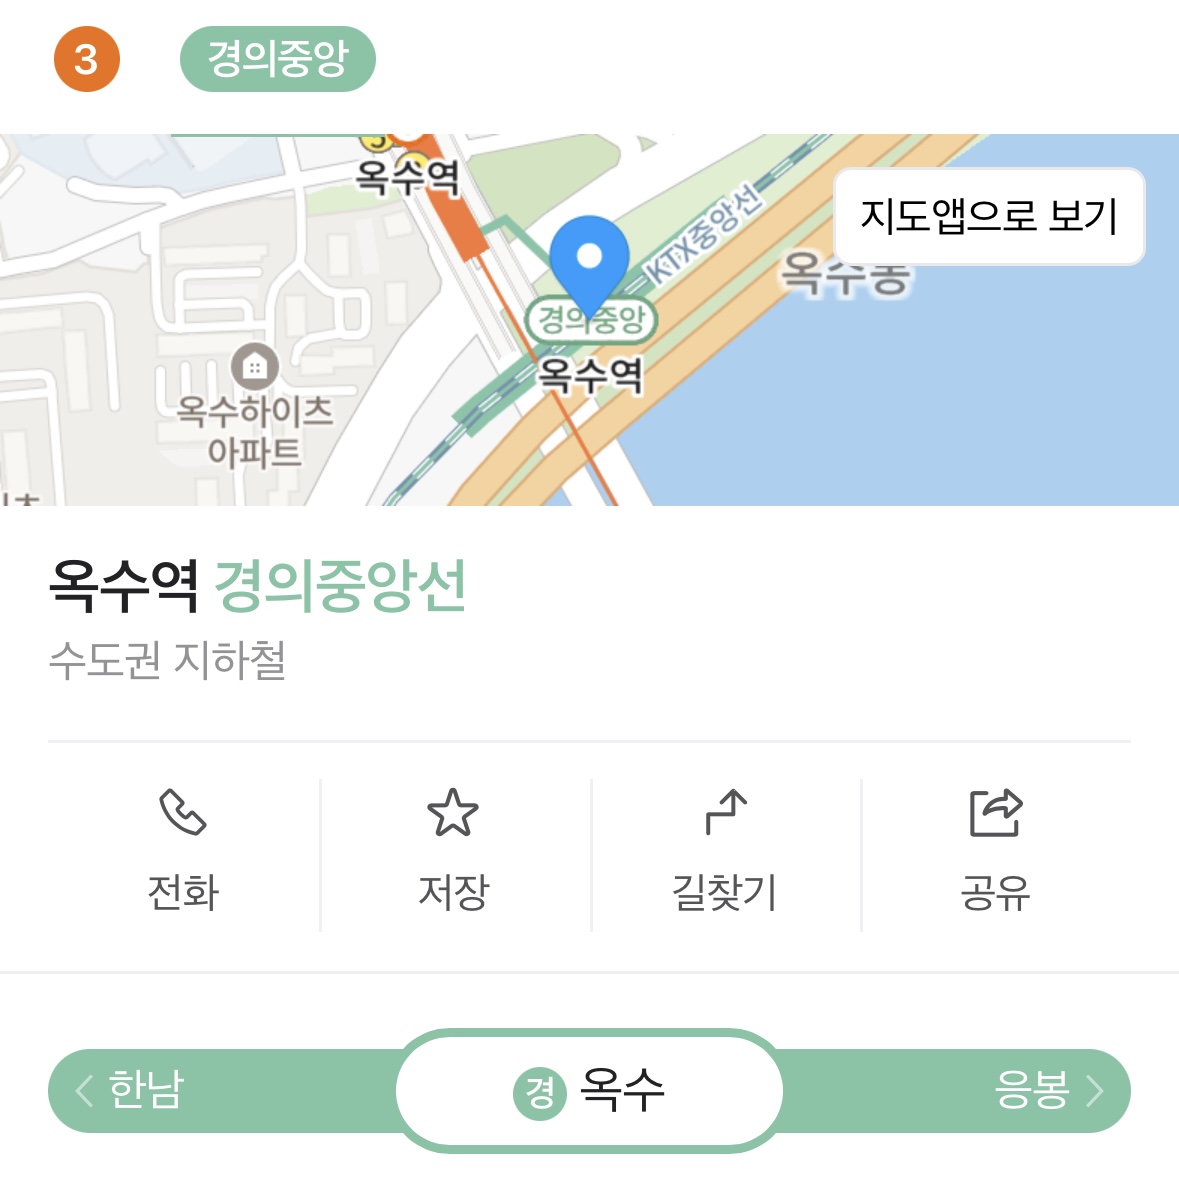 3 경의중앙
옥수역
지도앱으로 보기
KTX중앙선
옥수동
경의중앙
옥수역
옥수하이츠
아파트
옥수역 경의중앙선
수도권 지하철
전화 저장 길찾기 공유
한남 경 옥수 응봉